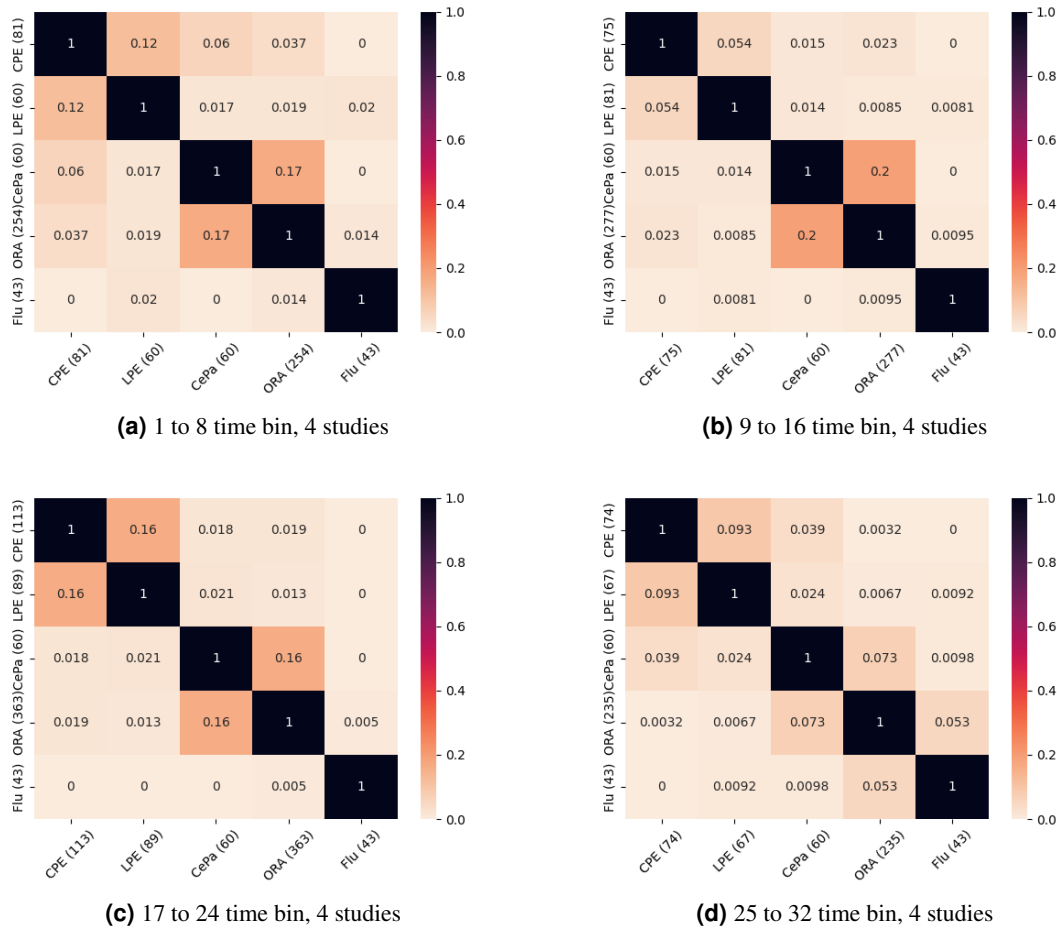 CPE (81)
LPE (60)
CePa (60)
ORA (254)
Flu (43)
1 0.12 0.06 0.037 0
0.12 1 0.017 0.019 0.02
0.06 0.017 1 0.17 0
0.037 0.019 0.17 1 0.014
0 0.02 0 0.014 1
CPE (81) LPE (60) CePa (60) ORA (254) Flu (43)
1.0
0.8
0.6
0.4
0.2
0.0
(a) 1 to 8 time bin, 4 studies
CPE (75)
LPE (81)
CePa (60)
ORA (277)
Flu (43)
1 0.054 0.015 0.023 0
0.054 1 0.014 0.0085 0.0081
0.015 0.014 1 0.2 0
0.023 0.0085 0.2 1 0.0095
0 0.0081 0 0.0095 1
CPE (75) LPE (81) CePa (60) ORA (277) Flu (43)
1.0
0.8
0.6
0.4
0.2
0.0
(b) 9 to 16 time bin, 4 studies
CPE (113)
LPE (89)
CePa (60)
ORA (363)
Flu (43)
1 0.16 0.018 0.019 0
0.16 1 0.021 0.013 0
0.018 0.021 1 0.16 0
0.019 0.013 0.16 1 0.005
0 0 0 0.005 1
CPE (113) LPE (89) CePa (60) ORA (363) Flu (43)
1.0
0.8
0.6
0.4
0.2
0.0
(c) 17 to 24 time bin, 4 studies
CPE (74)
LPE (67)
CePa (60)
ORA (235)
Flu (43)
1 0.093 0.039 0.0032 0
0.093 1 0.024 0.0067 0.0092
0.039 0.024 1 0.073 0.0098
0.0032 0.0067 0.073 1 0.053
0 0.0092 0.0098 0.053 1
CPE (74) LPE (67) CePa (60) ORA (235) Flu (43)
1.0
0.8
0.6
0.4
0.2
0.0
(d) 25 to 32 time bin, 4 studies